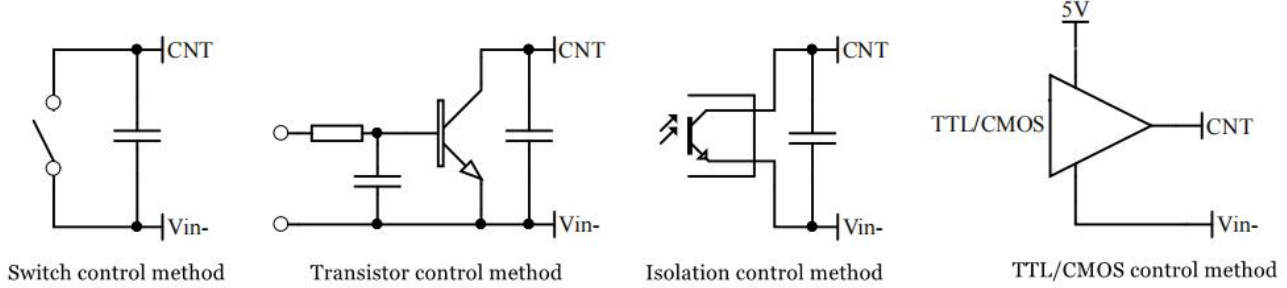 CNT
Vin-
Switch control method
CNT
Vin-
Transistor control method
CNT
Vin-
Isolation control method
5V
TTL/CMOS
CNT
Vin-
TTL/CMOS control method